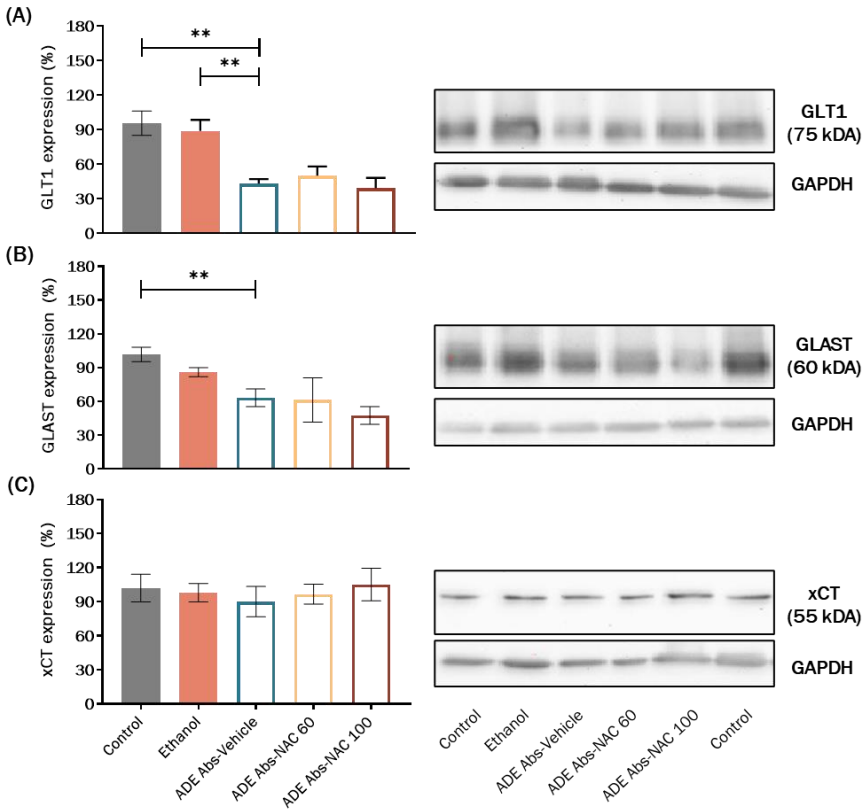 (A)
GLT1 expression (%)
180
150
120
90
60
30
0
**
**
GLT1
(75 kDA)
GAPDH
(B)
GLAST expression (%)
180
150
120
90
60
30
0
**
GLAST
(60 kDA)
GAPDH
(C)
xCT expression (%)
180
150
120
90
60
30
0
xCT
(55 kDA)
GAPDH
Control
Ethanol
ADE Abs-Vehicle
ADE Abs-NAC 60
ADE Abs-NAC 100
Control
Ethanol
ADE Abs-Vehicle
ADE Abs-NAC 60
ADE Abs-NAC 100
Control